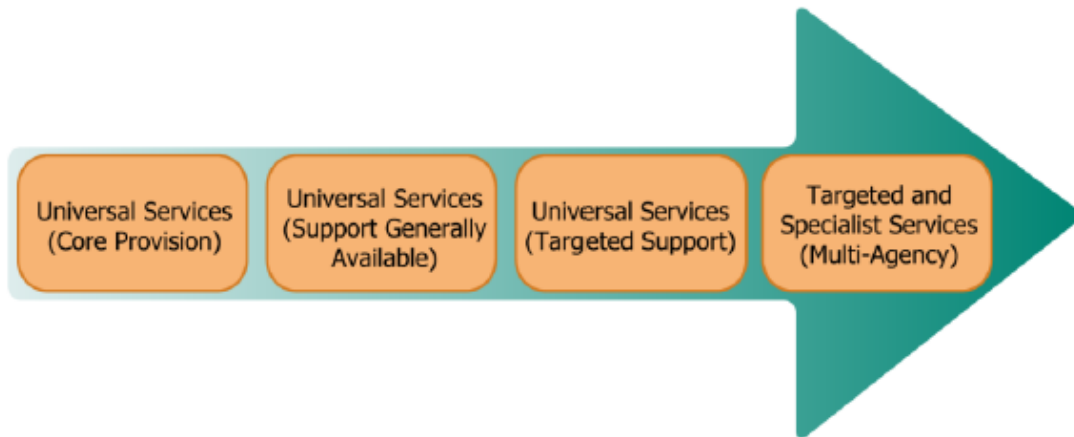 Universal Services
(Core Provision)
Universal Services
(Support Generally
Available)
Universal Services
(Targeted Support)
Targeted and
Specialist Services
(Multi-Agency)